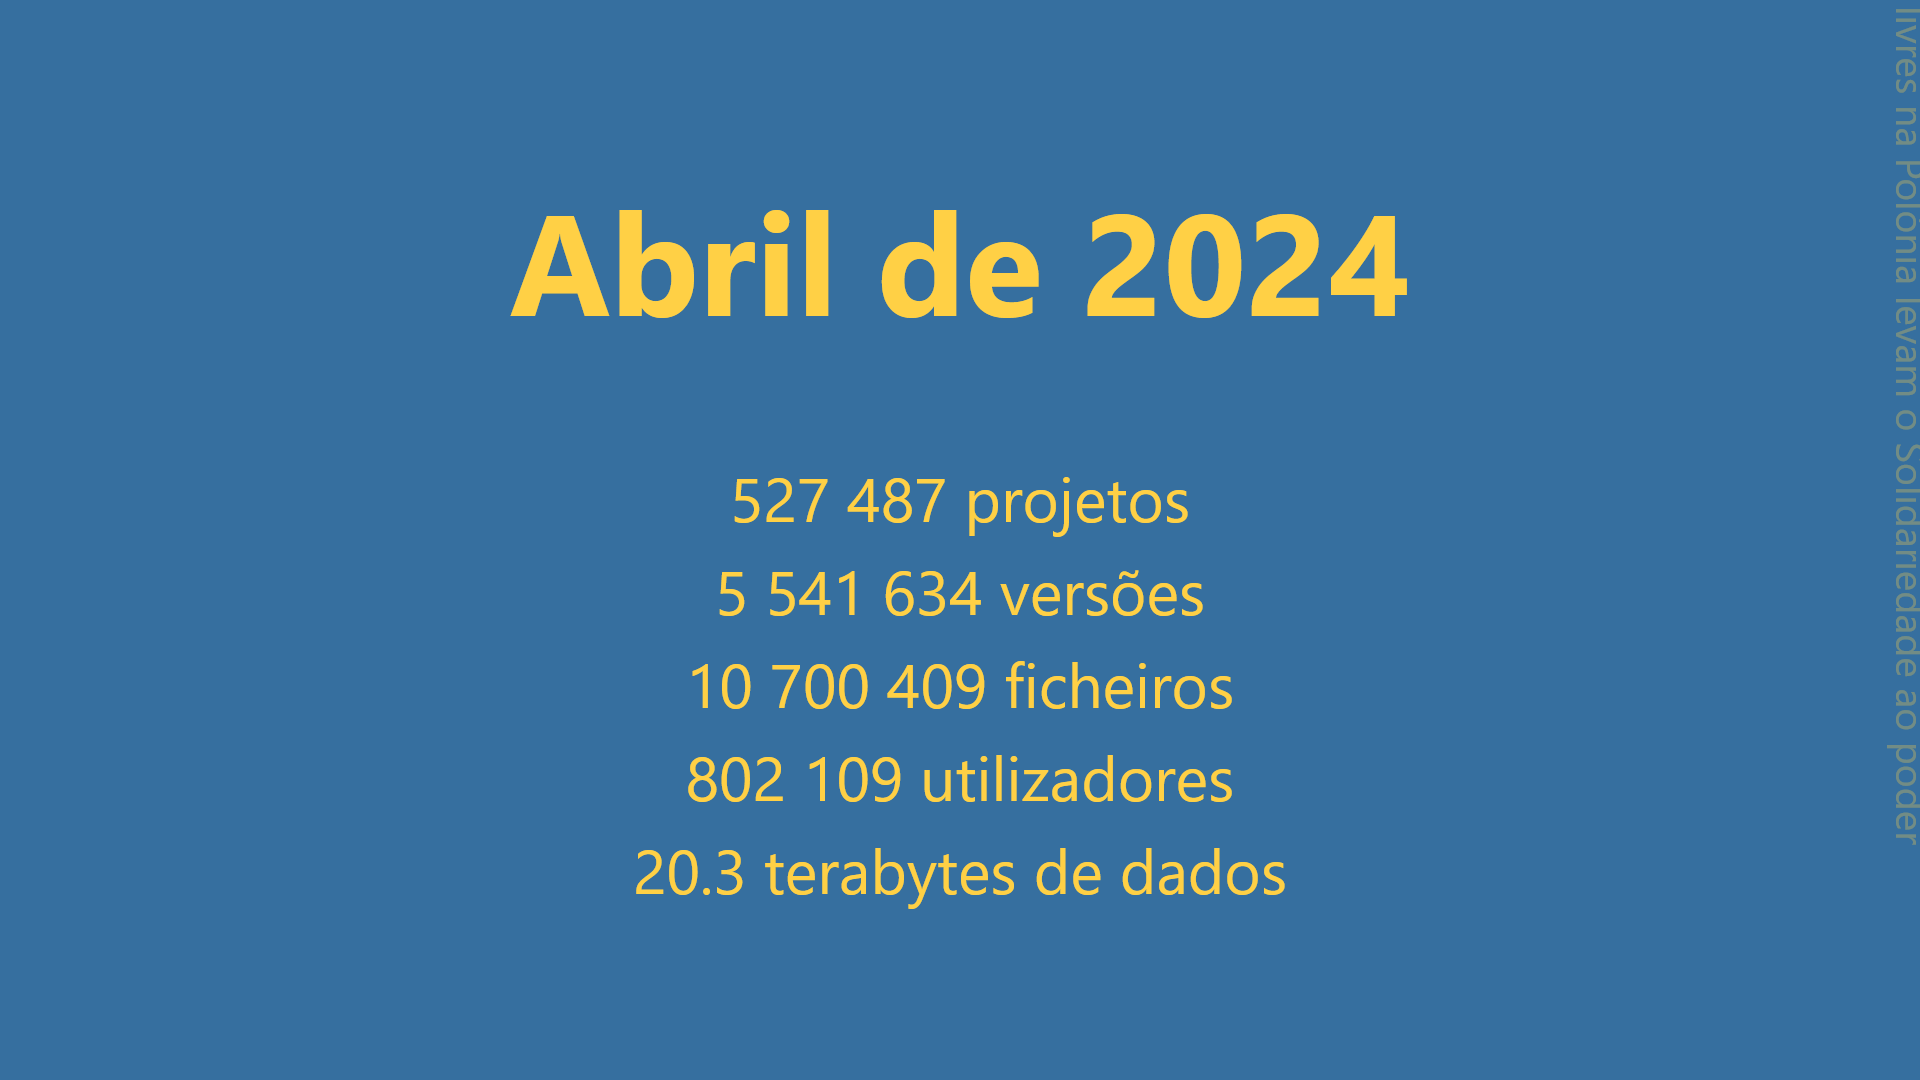 Abril de 2024
527 487 projetos
5 541 634 versões
10 700 409 ficheiros
802 109 utilizadores
20.3 terabytes de dados
livres na Polónia levam o Solidariedade ao poder